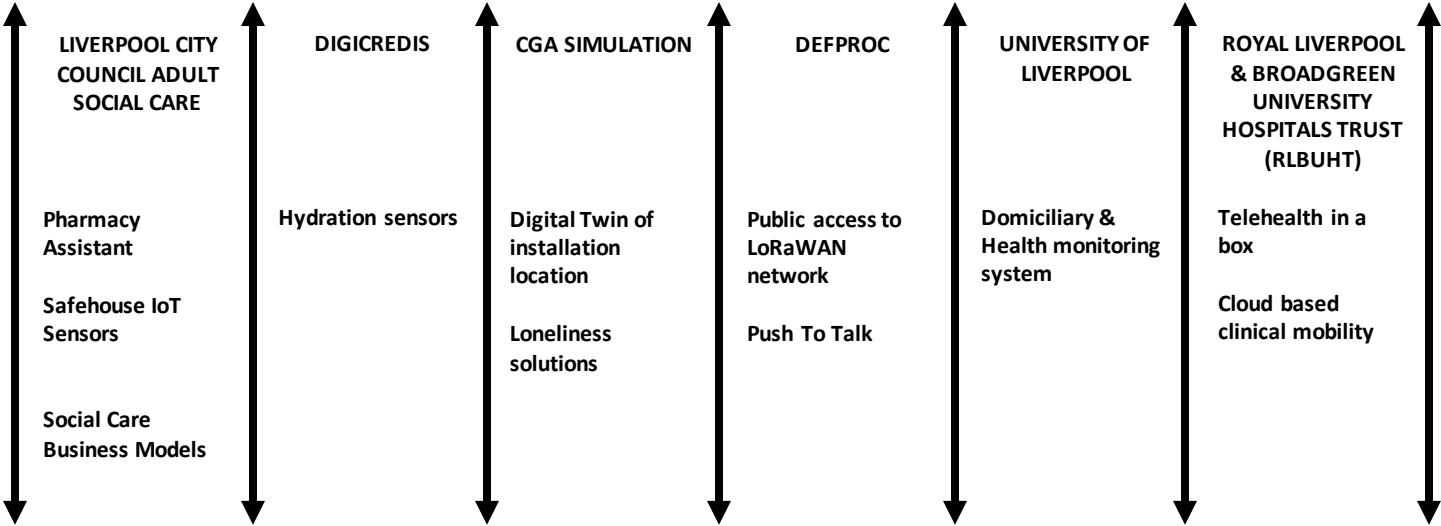 LIVERPOOL CITY
COUNCIL ADULT
SOCIAL CARE
Pharmacy
Assistant
Safehouse IoT
Sensors
Social Care
Business Models
DIGICREDIS
Hydration sensors
CGA SIMULATION
Digital Twin of
installation
location
Loneliness
solutions
DEFPROC
Public access to
LoRaWAN
network
Push To Talk
UNIVERSITY OF
LIVERPOOL
Domiciliary &
Health monitoring
system
ROYAL LIVERPOOL
& BROADGREEN
UNIVERSITY
HOSPITALS TRUST
(RLBUHT)
Telehealth in a
box
Cloud based
clinical mobility